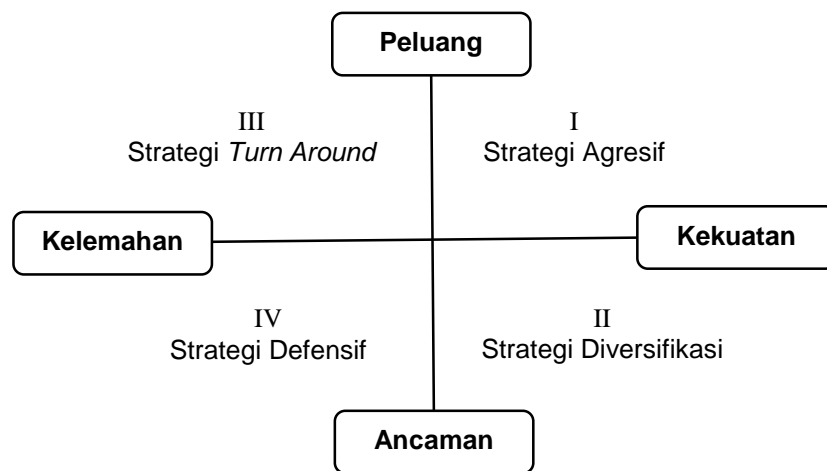 Peluang
III
Strategi Turn Around
I
Strategi Agresif
Kelemahan
Kekuatan
IV
Strategi Defensif
II
Strategi Diversifikasi
Ancaman